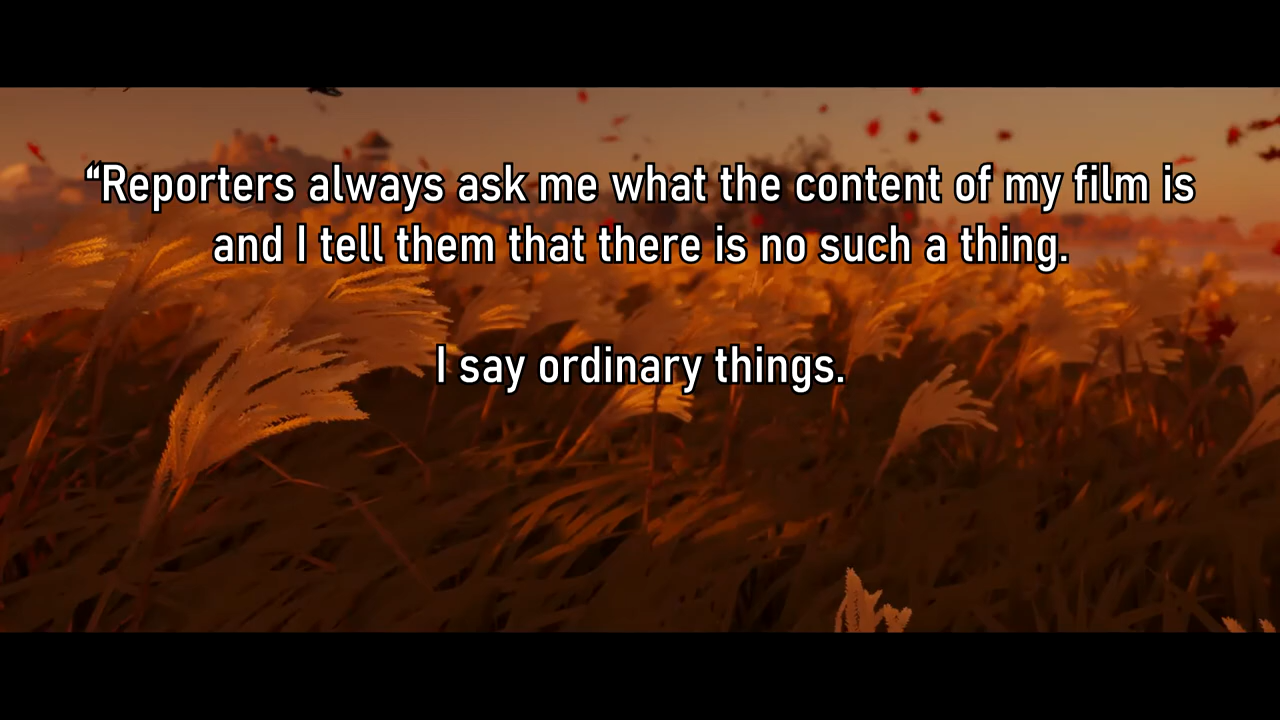 “Reporters always ask me what the content of my film is
and I tell them that there is no such a thing.
I say ordinary things.